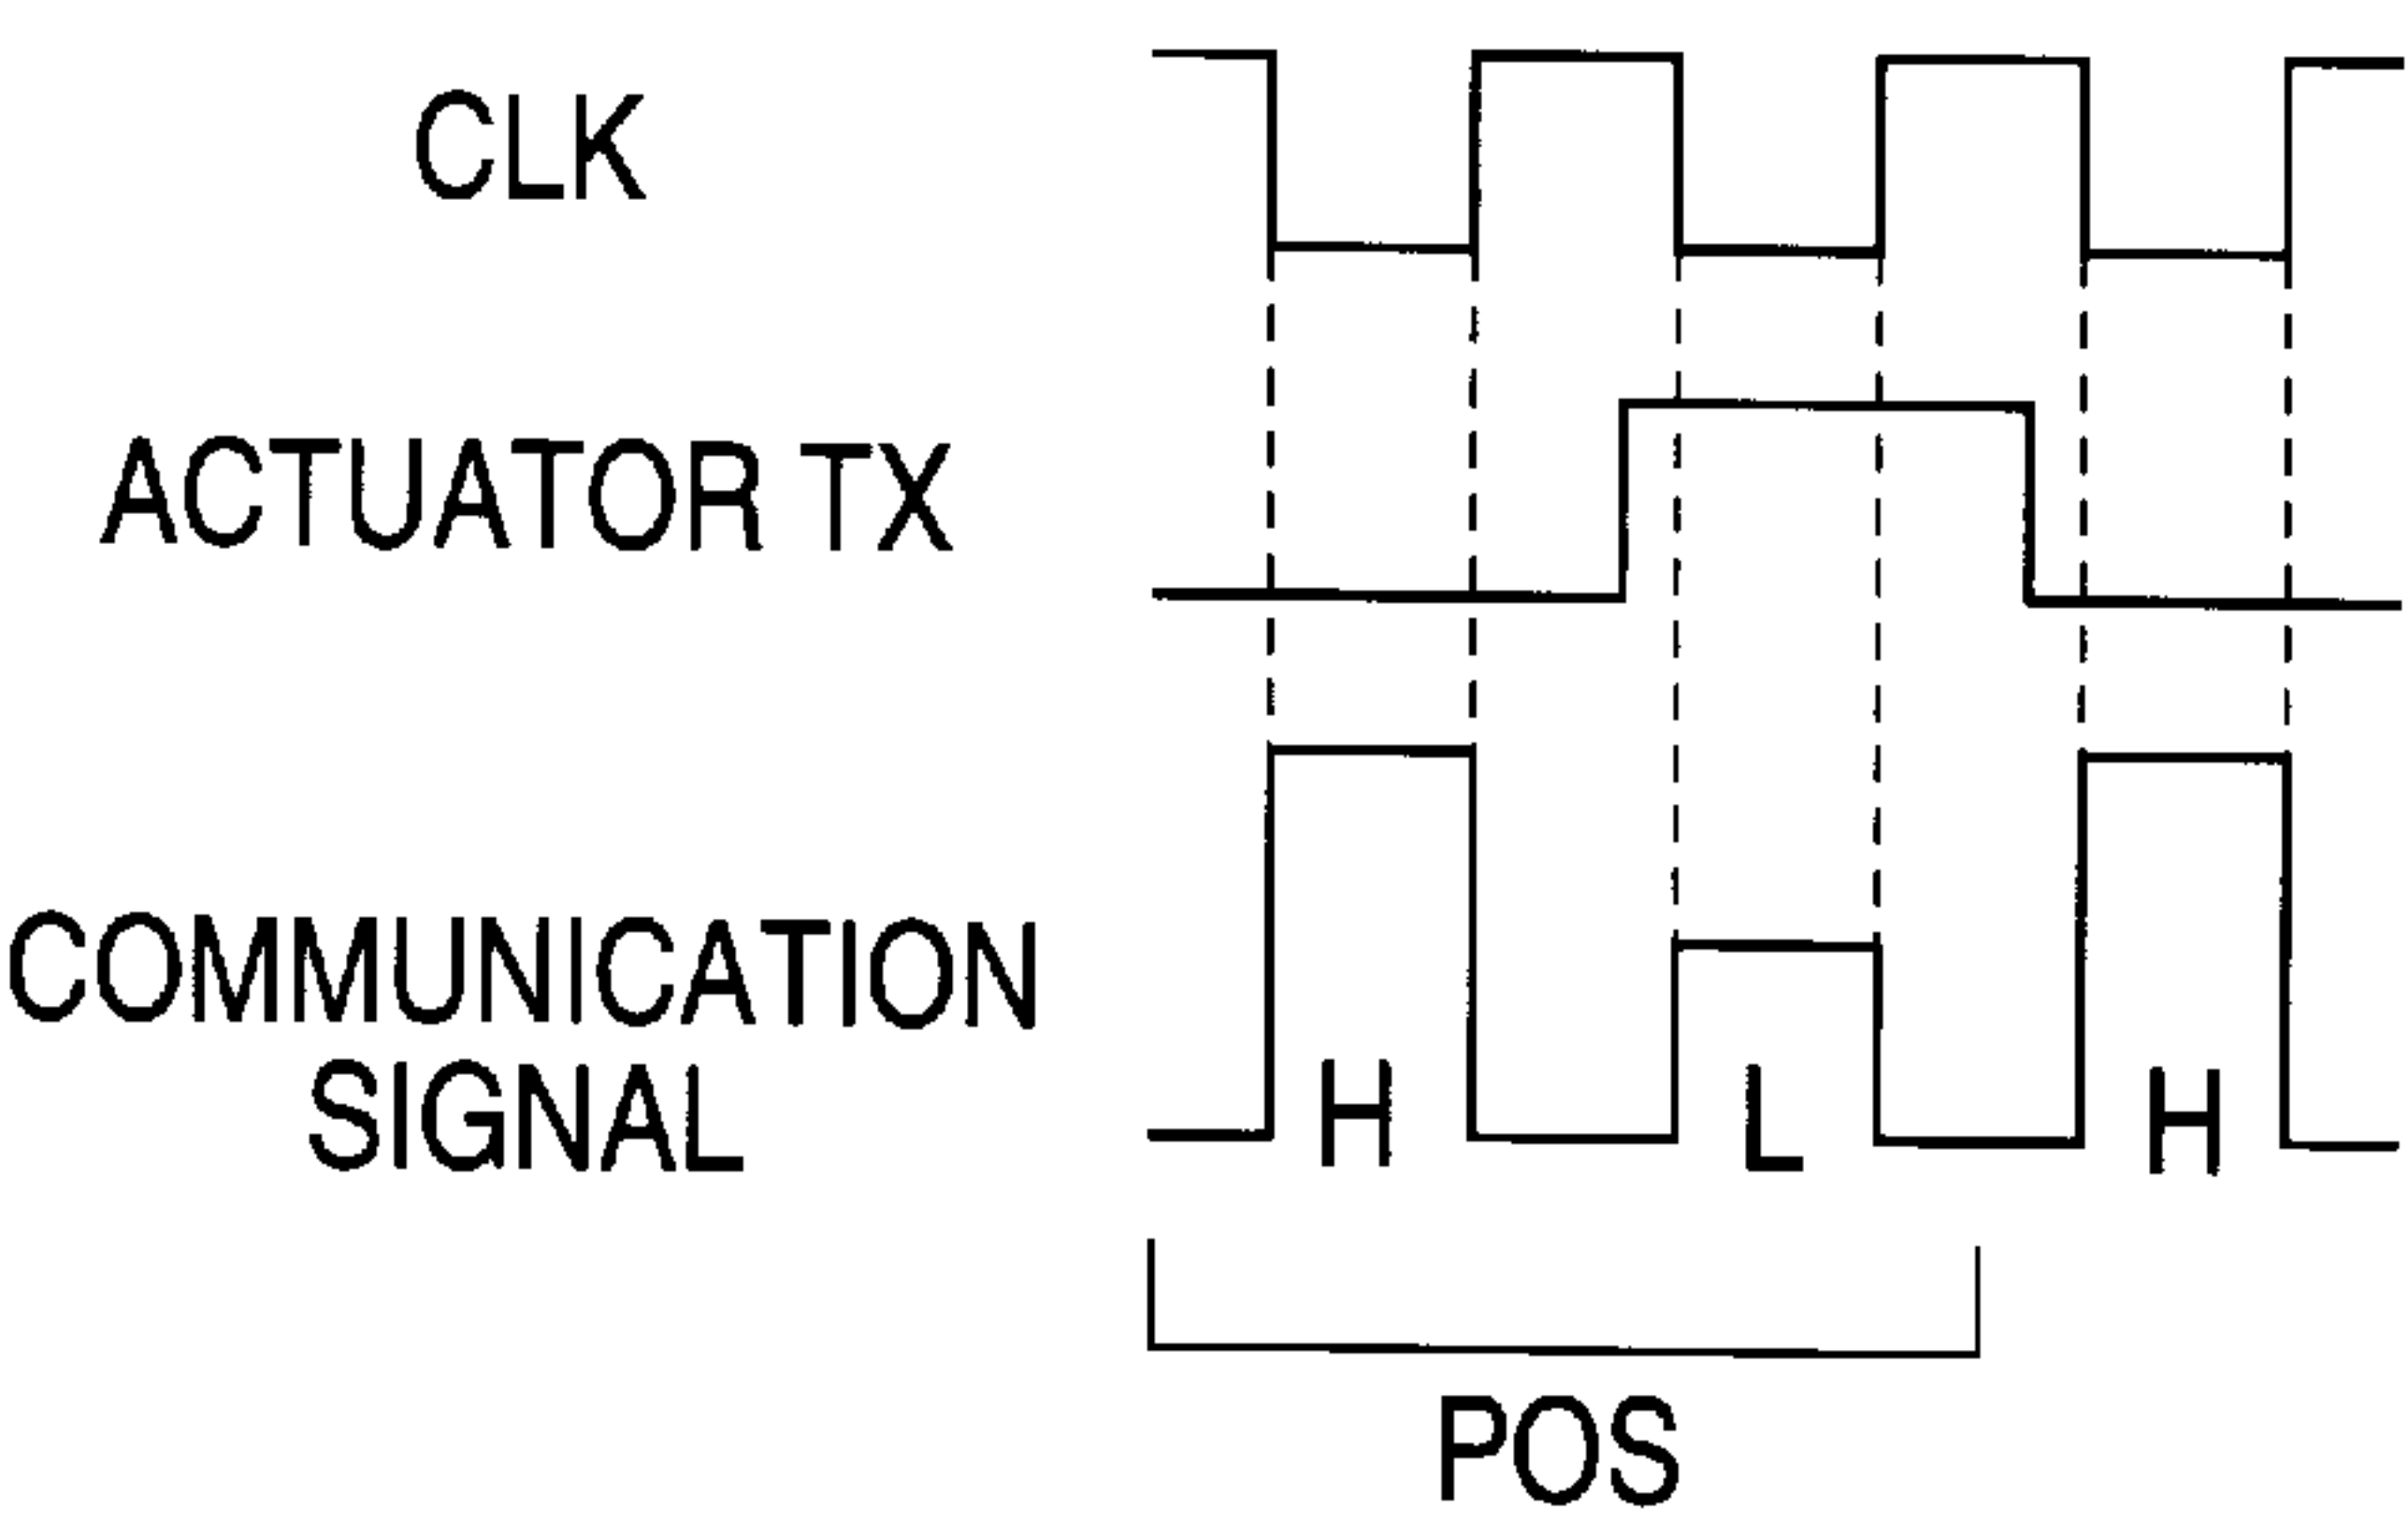 CLK
ACTUATOR TX
COMMUNICATION
SIGNAL
H L H
POS